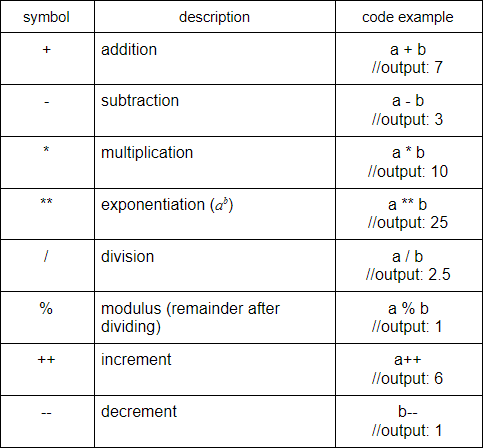 symbol description code example
+ addition a + b
//output: 7
- subtraction a - b
//output: 3
* multiplication a * b
//output: 10
** exponentiation (aᵇ) a ** b
//output: 25
/ division a / b
//output: 2.5
% modulus (remainder after a % b
dividing) //output: 1
++ increment a++
//output: 6
-- decrement b--
//output: 1